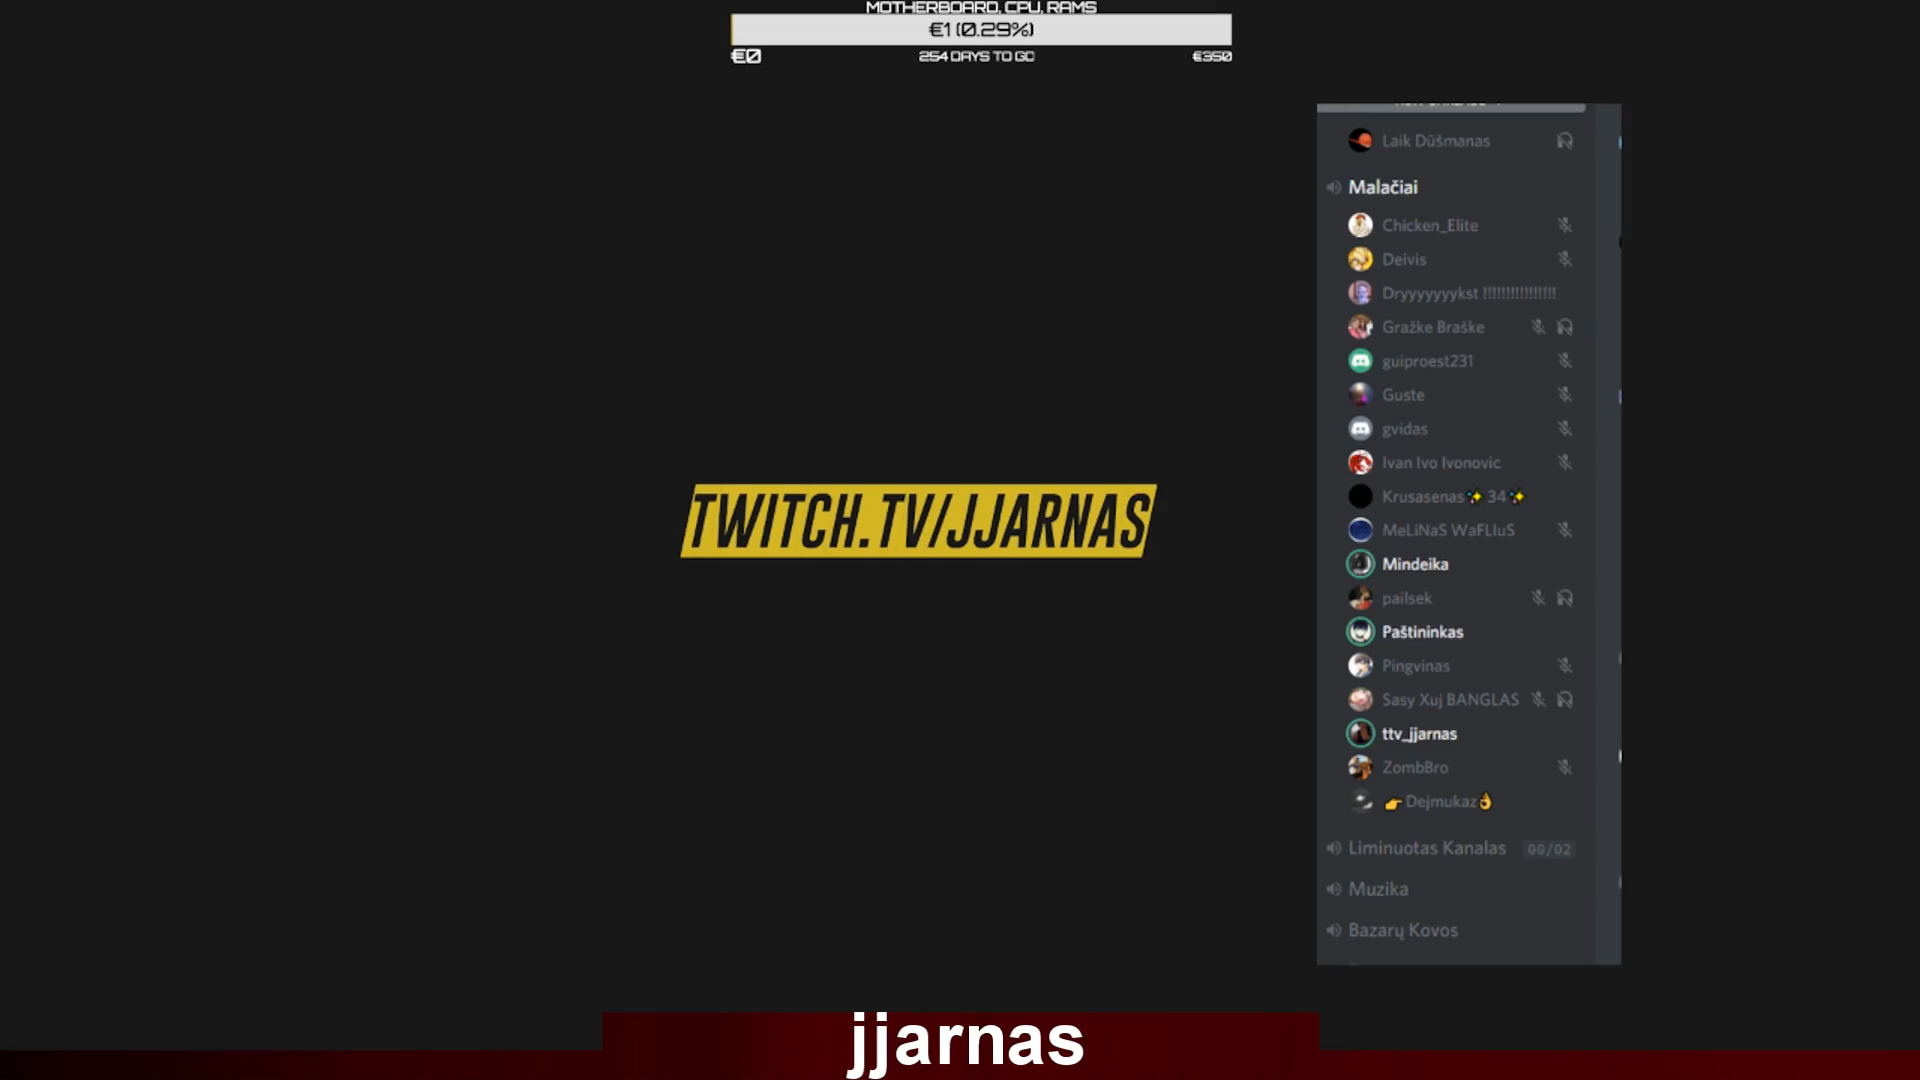 MOTHERBOARD, CPU, RAMS
€1 (0.29%)
€0 254 DAYS TO GO €350
Laik Dūšmanas
Malačiai
Chicken_Elite
Deivis
Dryyyyyyykst !!!!!!!!!!!!!!!!
Gražke Braške
guiproest231
Guste
gvidas
Ivan Ivo Ivonovic
Krusasenas✨34✨
MeLiNaS WaFLIuS
Mindeika
pailsek
Paštininkas
Pingvinas
Sasy Xuj BANGLAS
ttv_jjarnas
ZombBro
👉Dejmukaz👌
Liminuotas Kanalas 00/02
Muzika
Bazarų Kovos
TWITCH.TV/JJARNAS
jjarnas